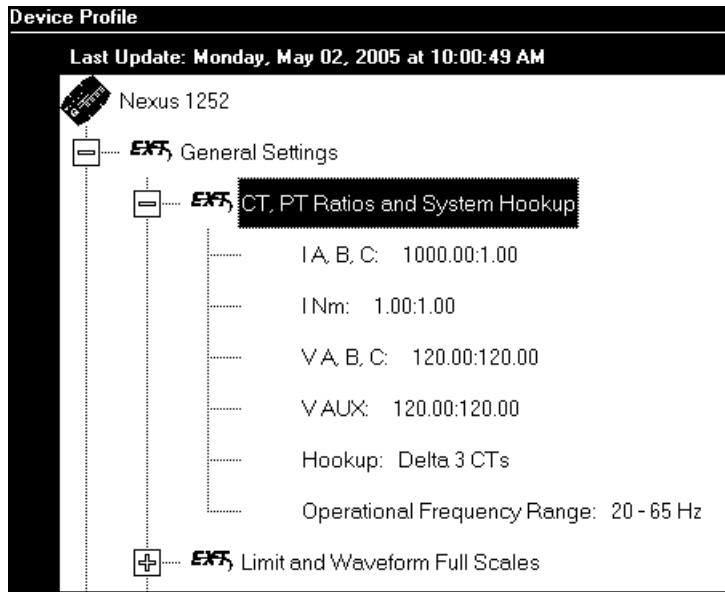 Device Profile
Last Update: Monday, May 02, 2005 at 10:00:49 AM
Nexus 1252
EXT, General Settings
EXT, CT, PT Ratios and System Hookup
I A, B, C: 1000.00:1.00
I Nm: 1.00:1.00
V A, B, C: 120.00:120.00
V AUX: 120.00:120.00
Hookup: Delta 3 CTs
Operational Frequency Range: 20 - 65 Hz
EXT, Limit and Waveform Full Scales